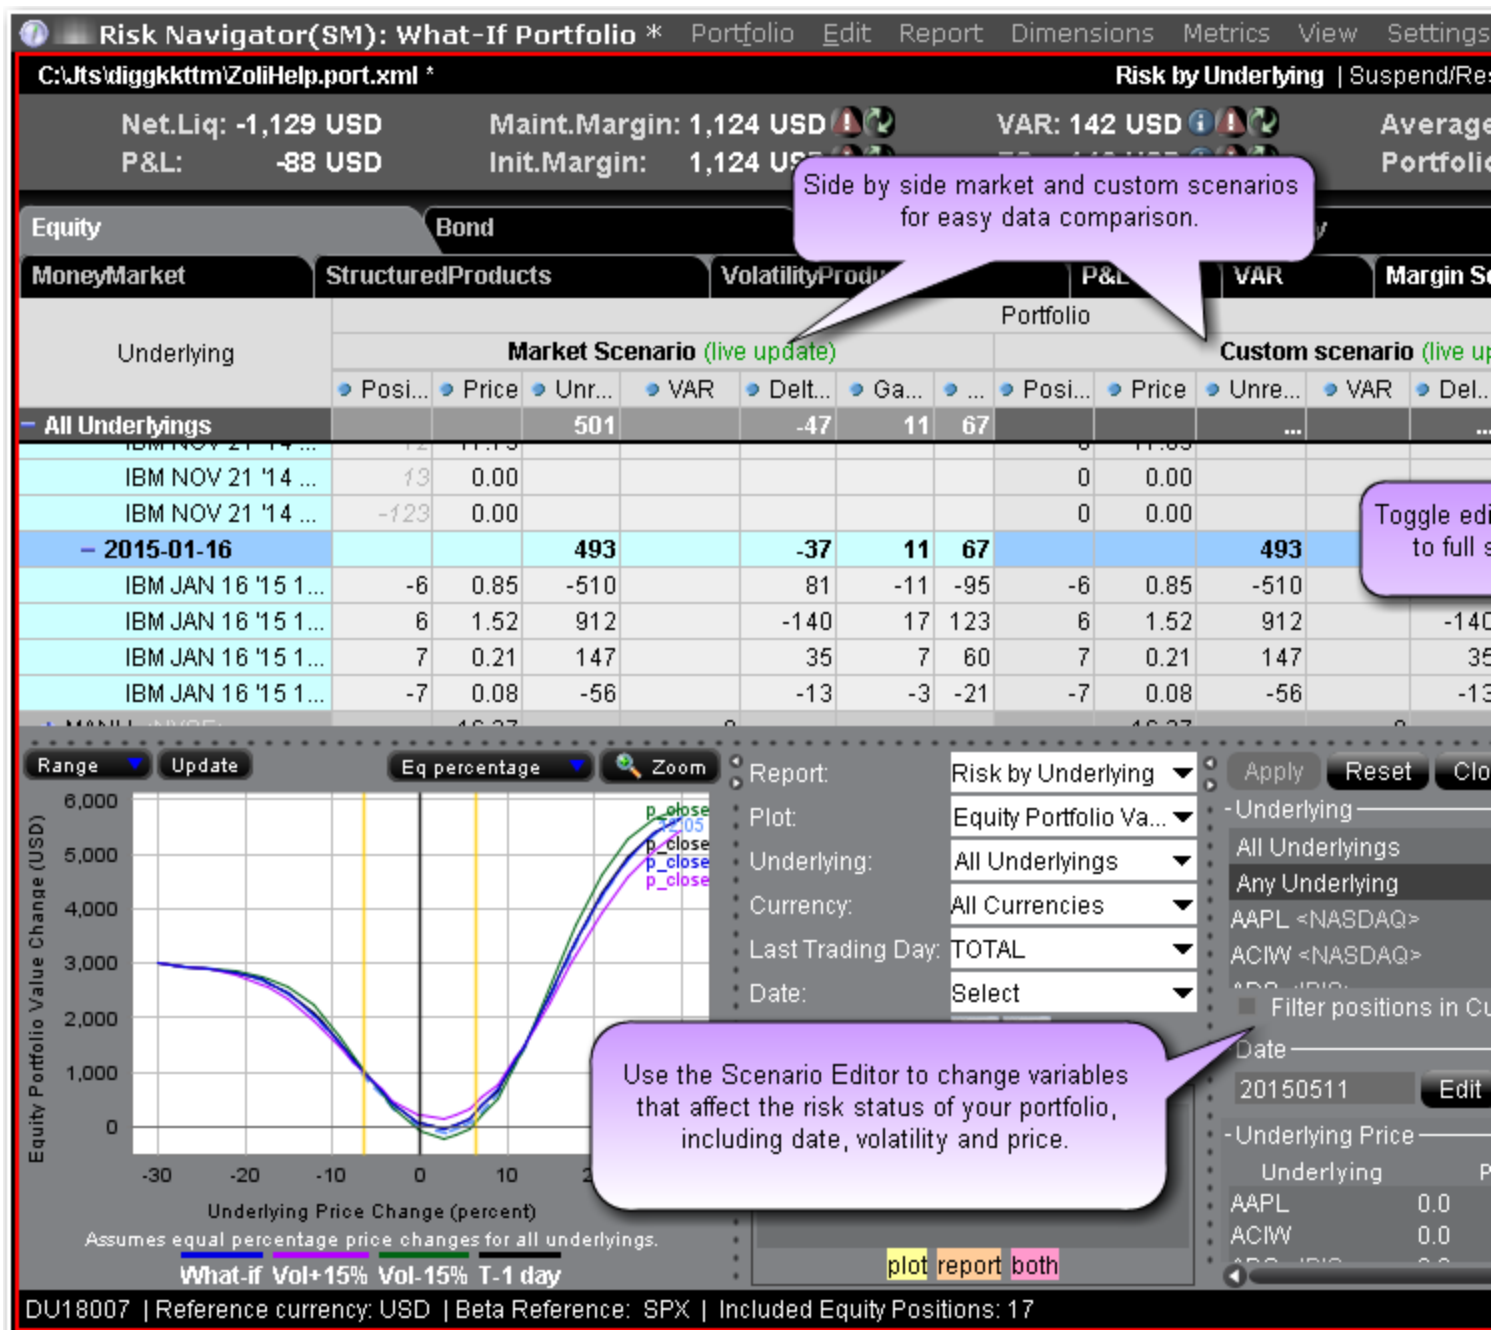 Risk Navigator(SM): What-If Portfolio * Portfolio Edit Report Dimensions Metrics View Settings
C:\Jts\diggkkttm\ZoliHelp.port.xml * Risk by Underlying | Suspend/Res
Net.Liq: -1,129 USD Maint.Margin: 1,124 USD VAR: 142 USD Average
P&L: -88 USD Init.Margin: 1,124 Portfolio
Side by side market and custom scenarios
for easy data comparison.
Equity Bond
MoneyMarket StructuredProducts VolatilityProdu P&L VAR Margin Sc
Portfolio
Underlying Market Scenario (live update) Custom scenario (live up
Posi... Price Unr... VAR Delt... Ga... ... Posi... Price Unre... VAR Del...
- All Underlyings 501 -47 11 67 ... ...
IBM NOV 21 '14 ...
IBM NOV 21 '14 ... 13 0.00 0 0.00
IBM NOV 21 '14 ... -123 0.00 0 0.00
Toggle edi
to full s
- 2015-01-16 493 -37 11 67 493
IBM JAN 16 '15 1... -6 0.85 -510 81 -11 -95 -6 0.85 -510
IBM JAN 16 '15 1... 6 1.52 912 -140 17 123 6 1.52 912 -140
IBM JAN 16 '15 1... 7 0.21 147 35 7 60 7 0.21 147 35
IBM JAN 16 '15 1... -7 0.08 -56 -13 -3 -21 -7 0.08 -56 -13
Range Update Eq percentage Zoom
6,000
5,000
4,000
3,000
2,000
1,000
0
Equity Portfolio Value Change (USD)
p_close
12/05
p_close
p_close
p_close
-30 -20 -10 0 10 2
Underlying Price Change (percent)
Assumes equal percentage price changes for all underlyings.
What-if Vol+15% Vol-15% T-1 day
Report: Risk by Underlying
Plot: Equity Portfolio Va...
Underlying: All Underlyings
Currency: All Currencies
Last Trading Day: TOTAL
Date: Select
Use the Scenario Editor to change variables
that affect the risk status of your portfolio,
including date, volatility and price.
plot report both
Apply Reset Clo
- Underlying
All Underlyings
Any Underlying
AAPL <NASDAQ>
ACIW <NASDAQ>
Filter positions in Cu
Date
20150511 Edit
- Underlying Price
Underlying P
AAPL 0.0
ACIW 0.0
DU18007 | Reference currency: USD | Beta Reference: SPX | Included Equity Positions: 17